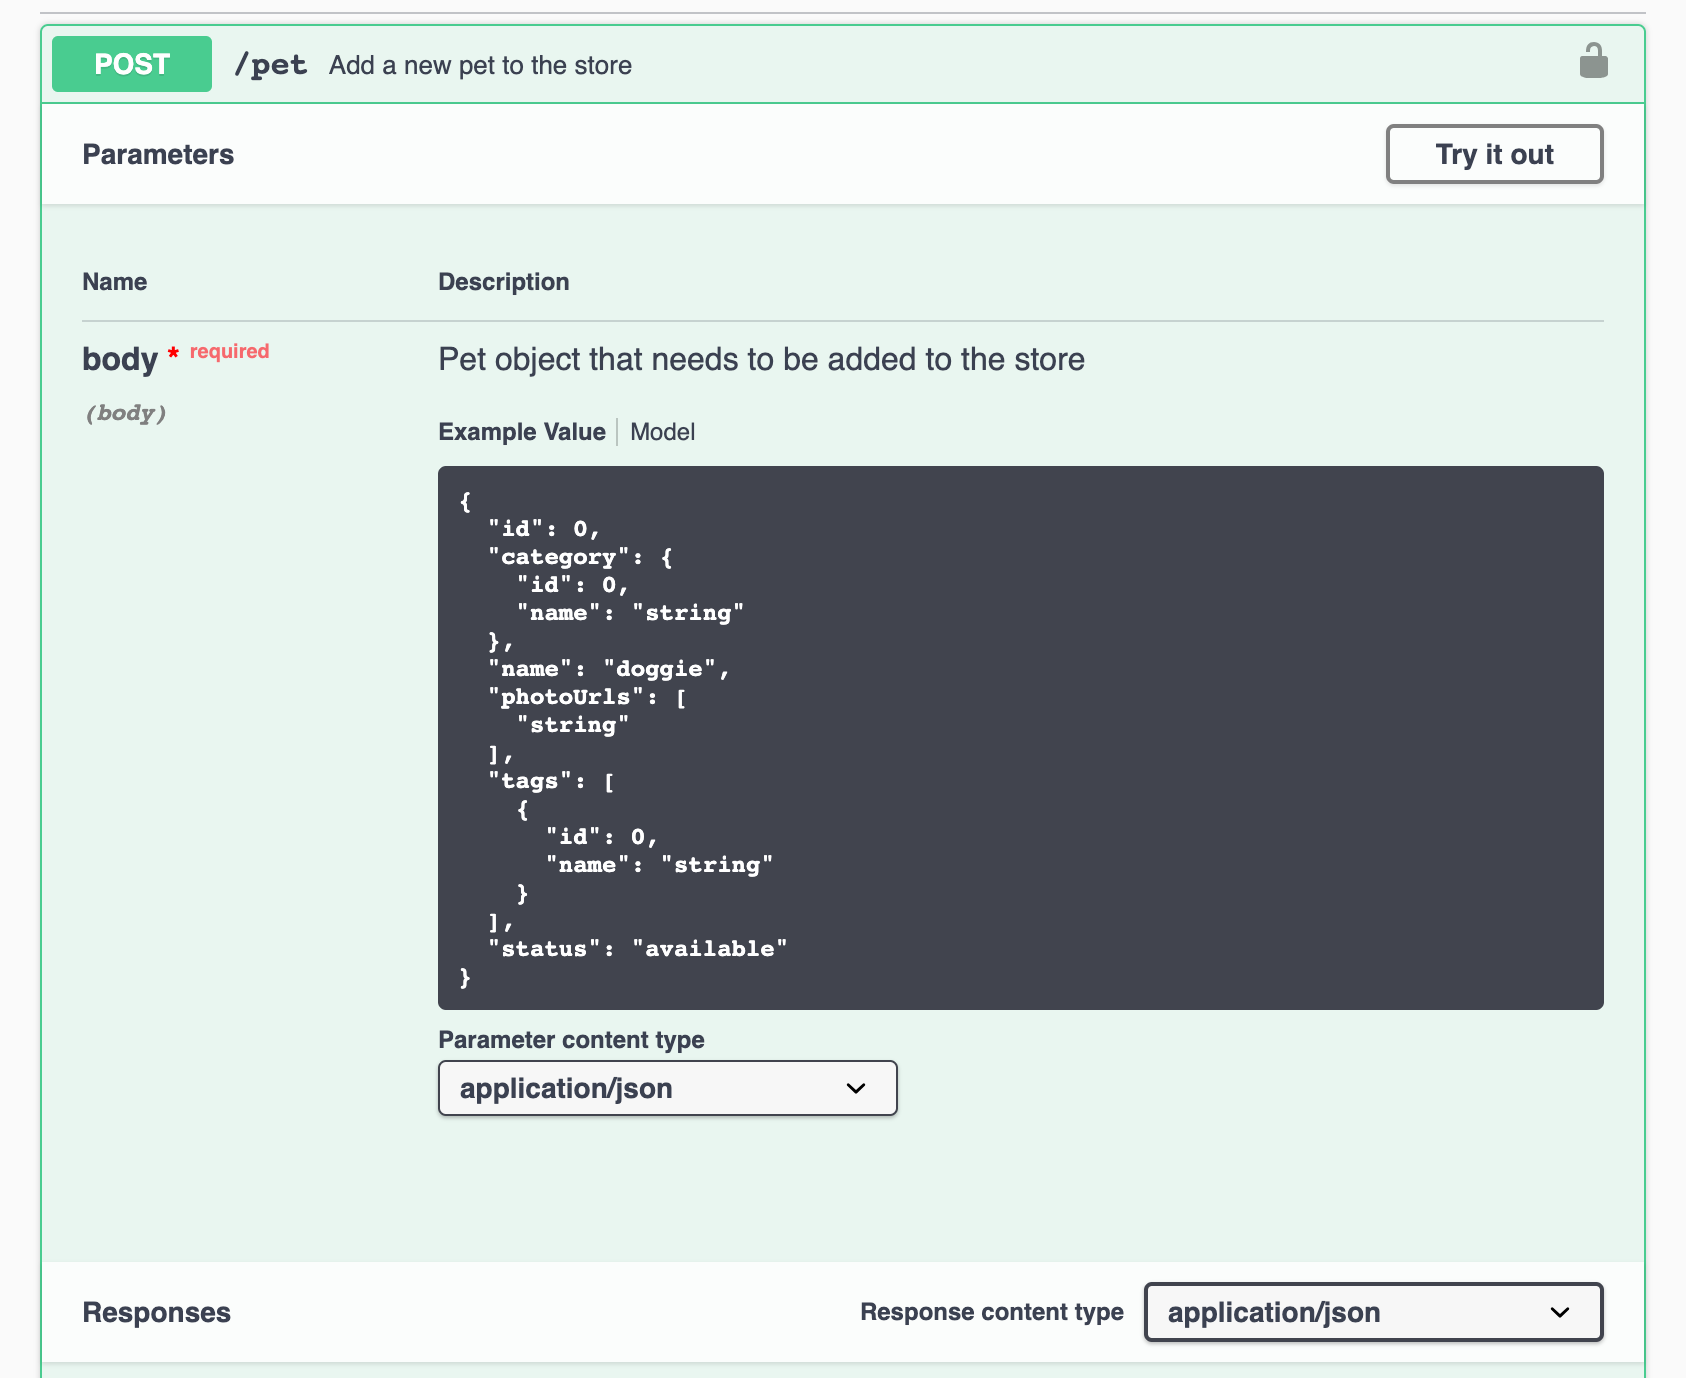 POST /pet Add a new pet to the store
Parameters Try it out
Name Description
body * required Pet object that needs to be added to the store
(body)
Example Value Model
{
  "id": 0,
  "category": {
    "id": 0,
    "name": "string"
  },
  "name": "doggie",
  "photoUrls": [
    "string"
  ],
  "tags": [
    {
      "id": 0,
      "name": "string"
    }
  ],
  "status": "available"
}
Parameter content type
application/json
Responses Response content type application/json